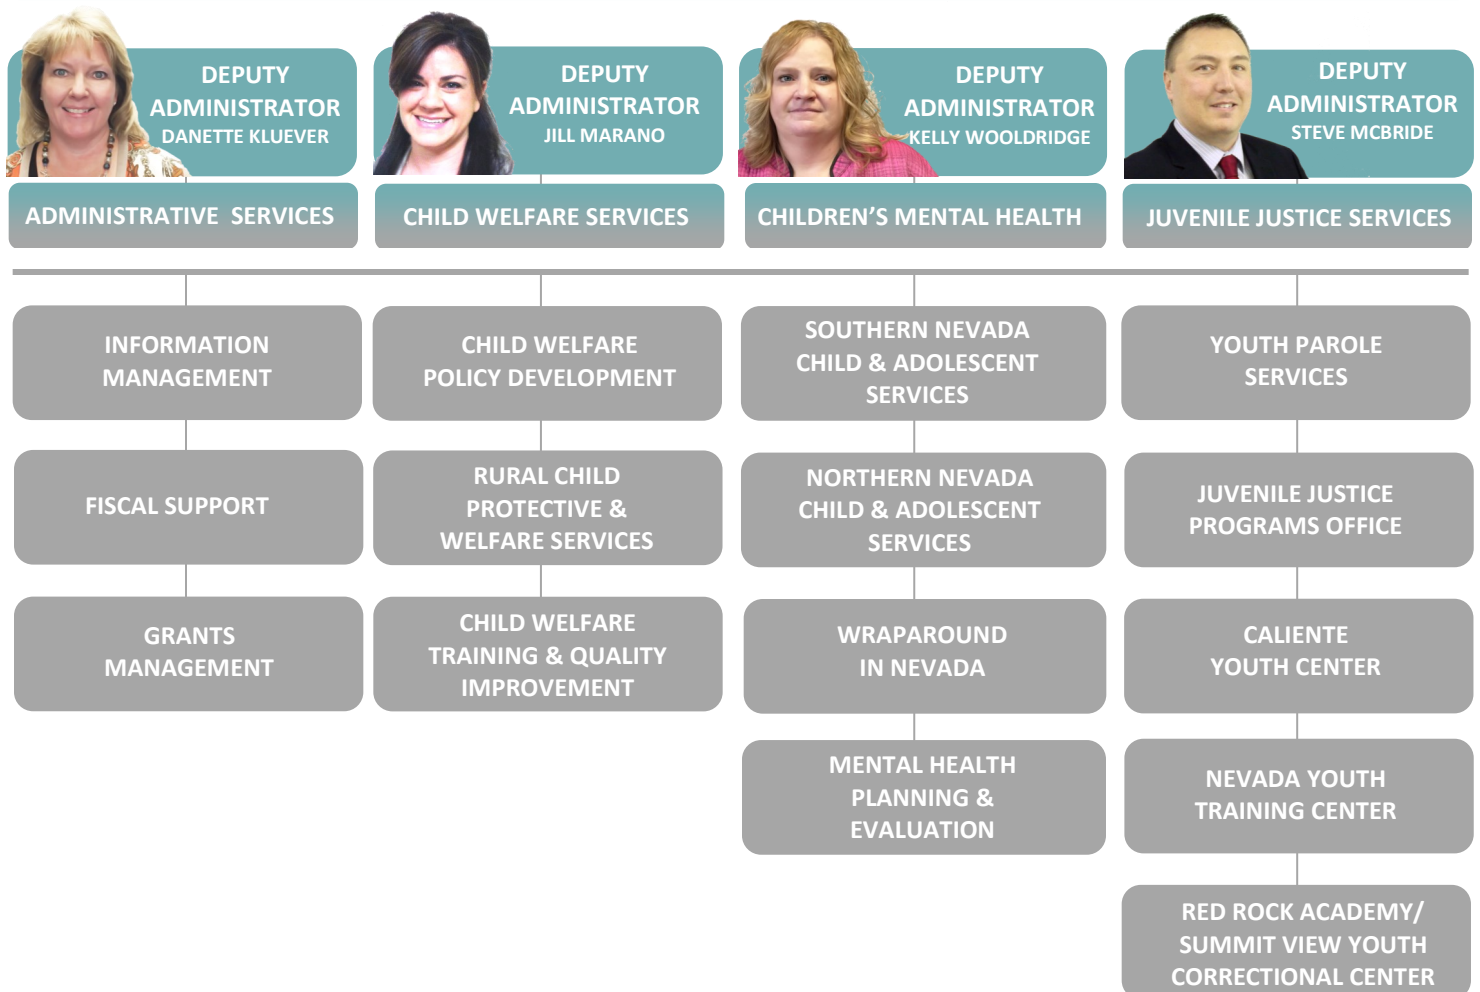 DEPUTY
ADMINISTRATOR
DANETTE KLUEVER
ADMINISTRATIVE SERVICES
INFORMATION
MANAGEMENT
FISCAL SUPPORT
GRANTS
MANAGEMENT
DEPUTY
ADMINISTRATOR
JILL MARANO
CHILD WELFARE SERVICES
CHILD WELFARE
POLICY DEVELOPMENT
RURAL CHILD
PROTECTIVE &
WELFARE SERVICES
CHILD WELFARE
TRAINING & QUALITY
IMPROVEMENT
DEPUTY
ADMINISTRATOR
KELLY WOOLDRIDGE
CHILDREN’S MENTAL HEALTH
SOUTHERN NEVADA
CHILD & ADOLESCENT
SERVICES
NORTHERN NEVADA
CHILD & ADOLESCENT
SERVICES
WRAPAROUND
IN NEVADA
MENTAL HEALTH
PLANNING &
EVALUATION
DEPUTY
ADMINISTRATOR
STEVE MCBRIDE
JUVENILE JUSTICE SERVICES
YOUTH PAROLE
SERVICES
JUVENILE JUSTICE
PROGRAMS OFFICE
CALIENTE
YOUTH CENTER
NEVADA YOUTH
TRAINING CENTER
RED ROCK ACADEMY/
SUMMIT VIEW YOUTH
CORRECTIONAL CENTER